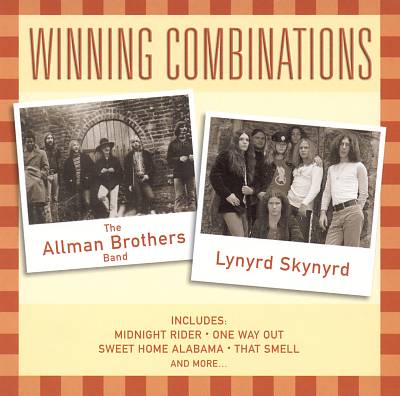 WINNING COMBINATIONS
The
Allman Brothers
Band
Lynyrd Skynyrd
INCLUDES:
MIDNIGHT RIDER • ONE WAY OUT
SWEET HOME ALABAMA • THAT SMELL
AND MORE...